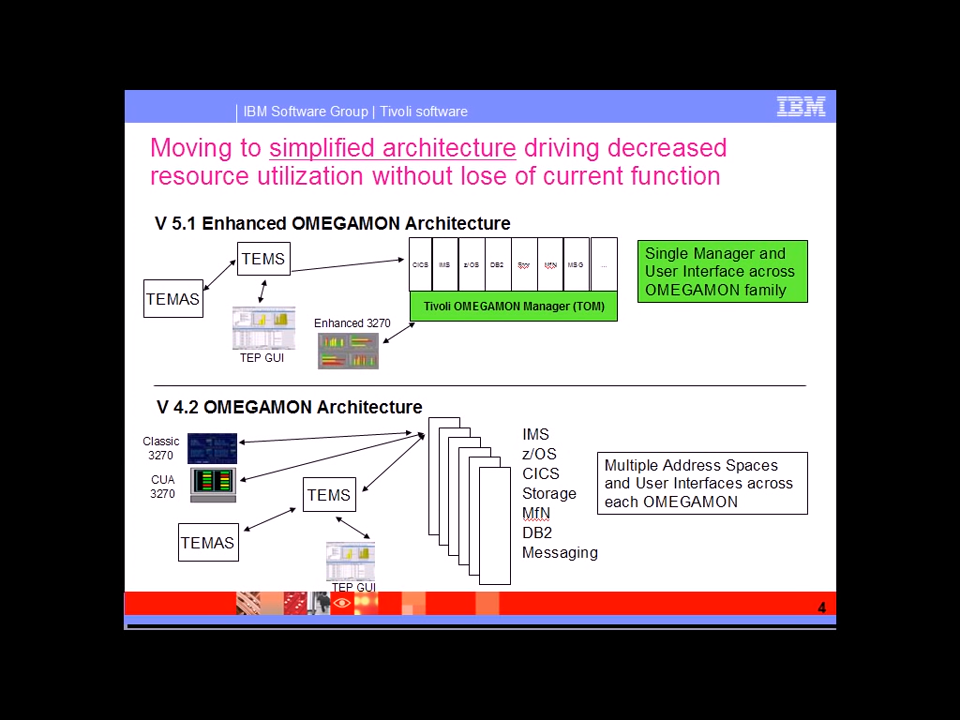 IBM Software Group | Tivoli software
IBM
Moving to simplified architecture driving decreased
resource utilization without lose of current function
V 5.1 Enhanced OMEGAMON Architecture
TEMS
TEMAS
TEP GUI
Enhanced 3270
CICS IMS z/OS DB2 Stor MfN MSG ...
Tivoli OMEGAMON Manager (TOM)
Single Manager and
User Interface across
OMEGAMON family
V 4.2 OMEGAMON Architecture
Classic
3270
CUA
3270
TEMS
TEMAS
TEP GUI
IMS
z/OS
CICS
Storage
MfN
DB2
Messaging
Multiple Address Spaces
and User Interfaces across
each OMEGAMON
4